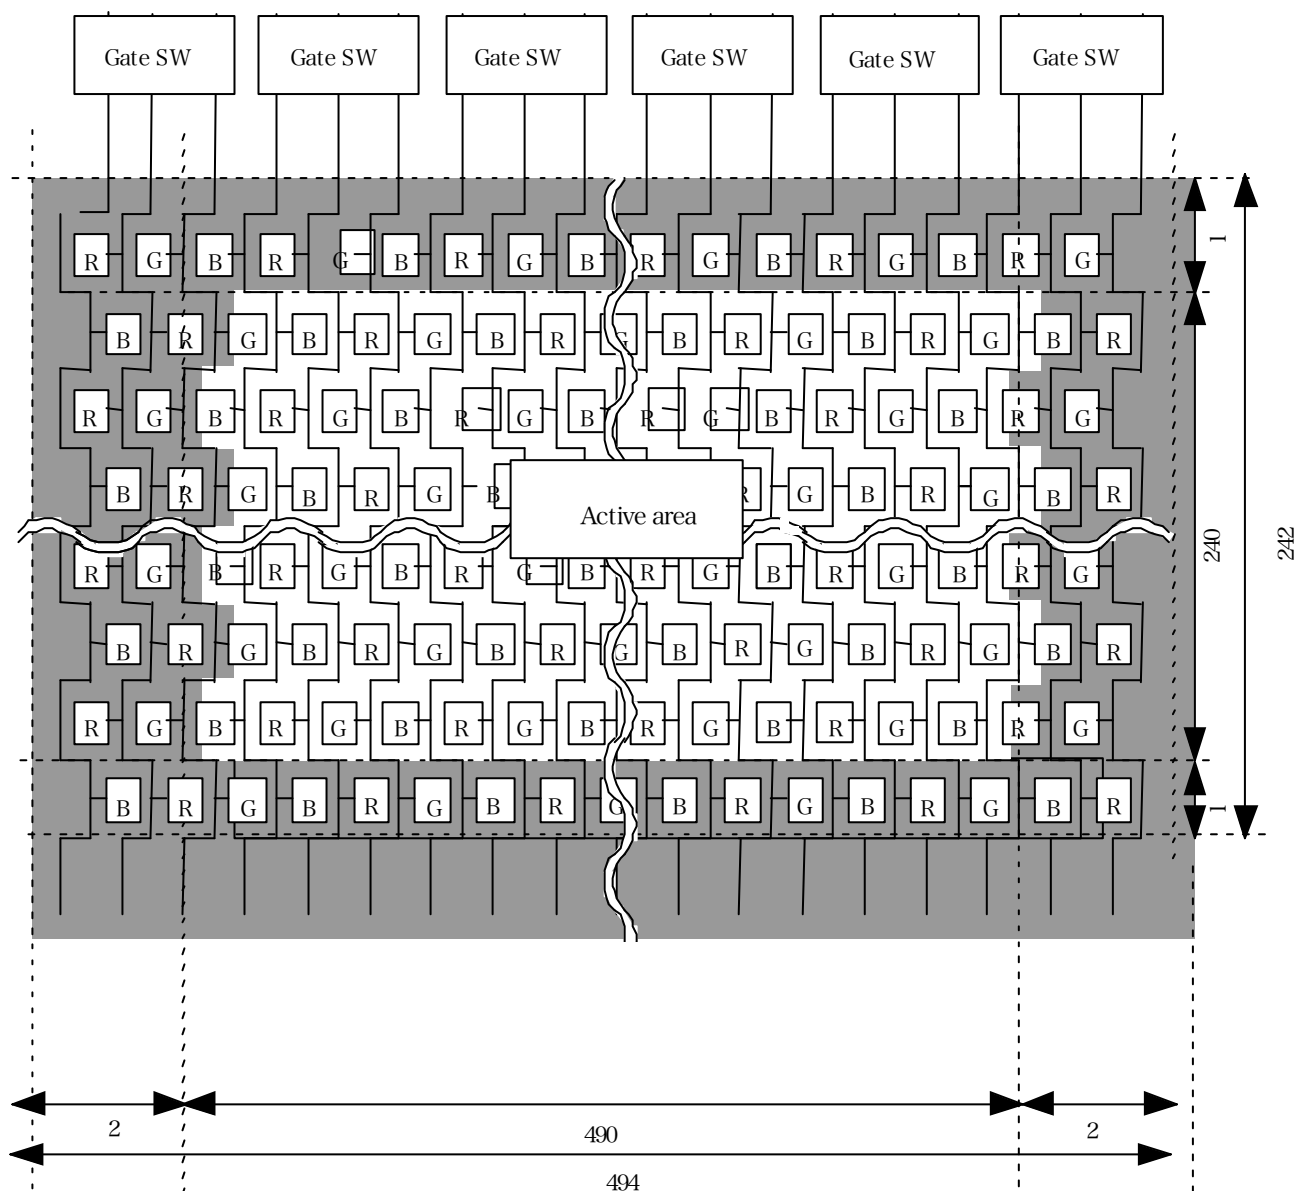 Gate SW Gate SW Gate SW Gate SW Gate SW Gate SW
R G B R G B R G B R G B R G B R G
1
B R G B R G B R G B R G B R G B R
R G B R G B R G B R G B R G B R G
B R G B R G B R G B R G B R
Active area
240
242
R G B R G B R G B R G B R G B R G
B R G B R G B R G B R G B R G B R
R G B R G B R G B R G B R G B R G
B R G B R G B R G B R G B R G B R
1
2 490 2
494